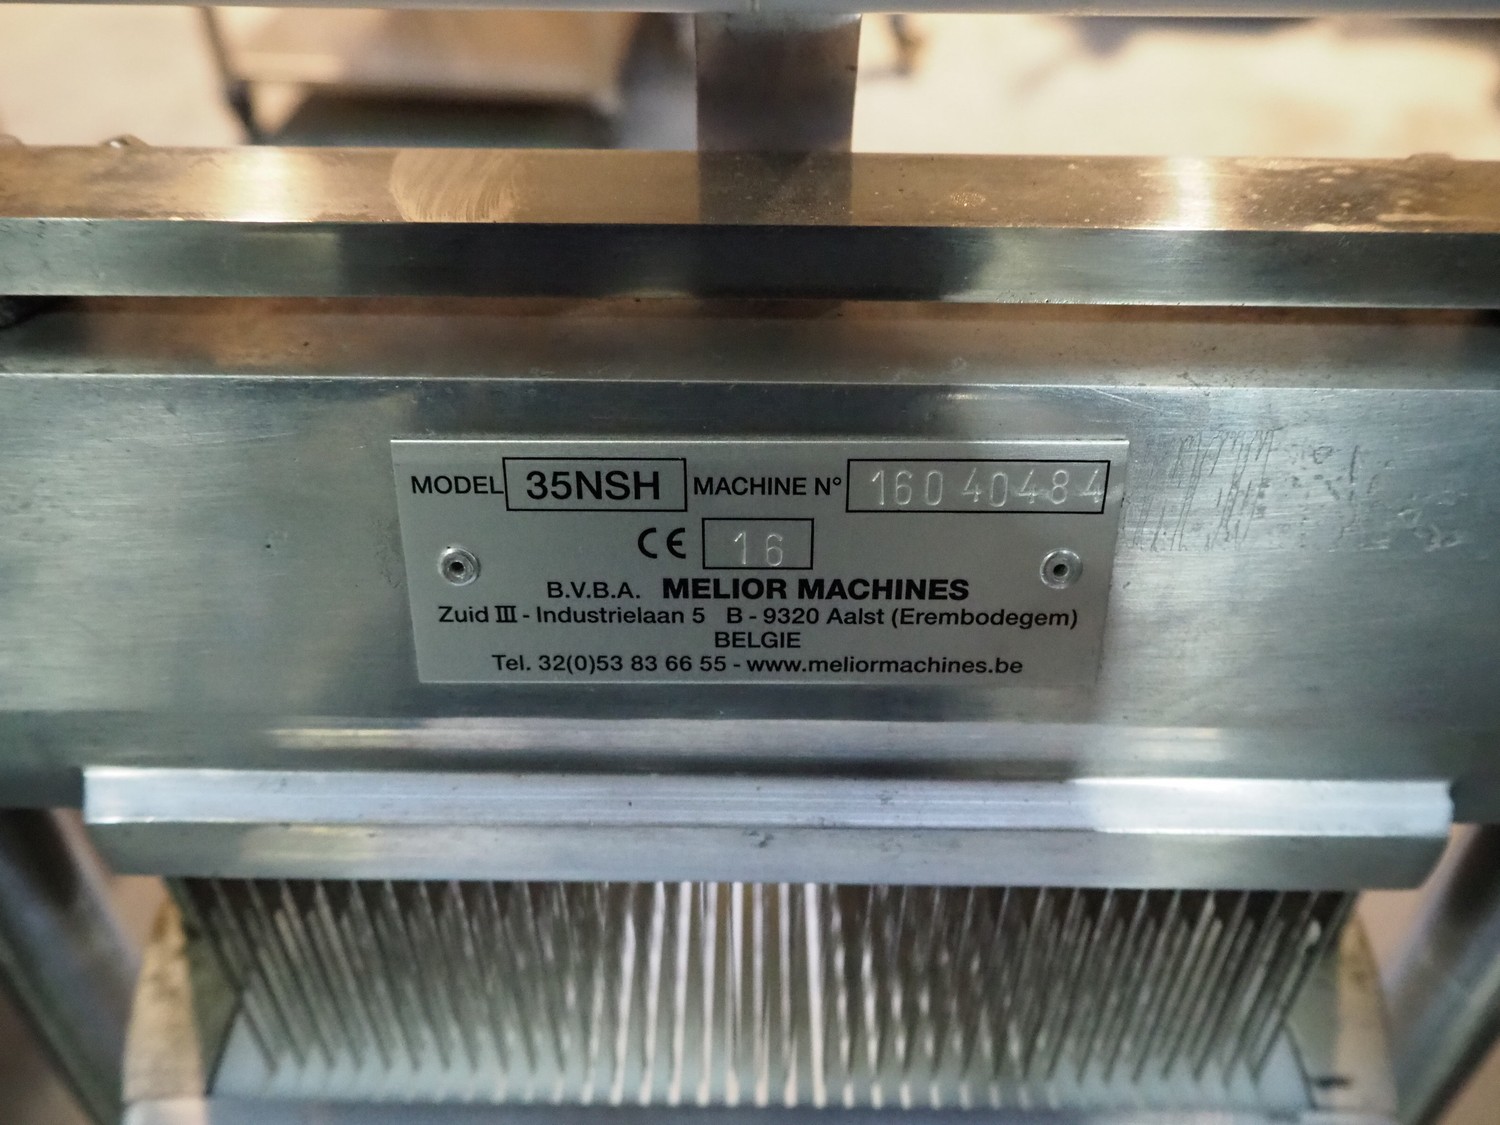 MODEL 35NSH MACHINE N° 16040484
CE 16
B.V.B.A. MELIOR MACHINES
Zuid III - Industrielaan 5 B - 9320 Aalst (Erembodegem)
BELGIE
Tel. 32(0)53 83 66 55 - www.meliormachines.be